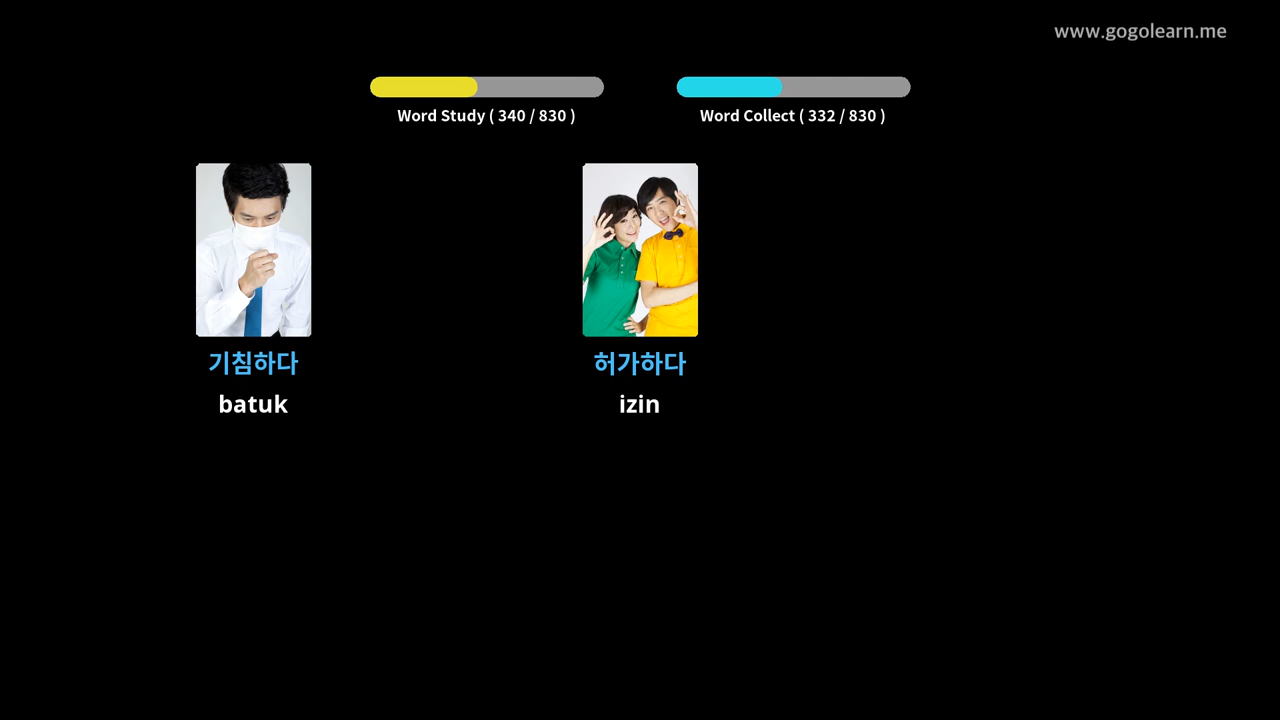 www.gogolearn.me
Word Study ( 340 / 830 )
Word Collect ( 332 / 830 )
기침하다
batuk
허가하다
izin